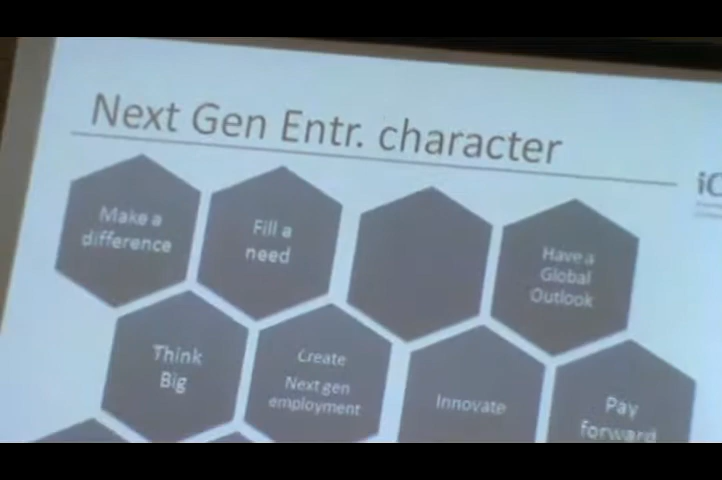 Next Gen Entr. character
iC
Make a
difference
Fill a
need
Have a
Global
Outlook
Think
Big
Create
Next gen
employment
Innovate
Pay
forward